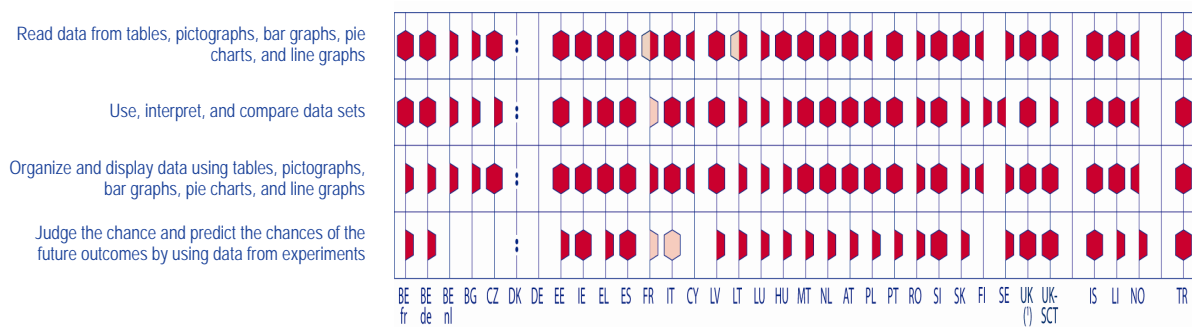 Read data from tables, pictographs, bar graphs, pie
charts, and line graphs
Use, interpret, and compare data sets
Organize and display data using tables, pictographs,
bar graphs, pie charts, and line graphs
Judge the chance and predict the chances of the
future outcomes by using data from experiments
BE BE BE BG CZ DK DE EE IE EL ES FR IT CY LV LT LU HU MT NL AT PL PT RO SI SK FI SE UK UK- IS LI NO TR
fr de nl (¹) SCT